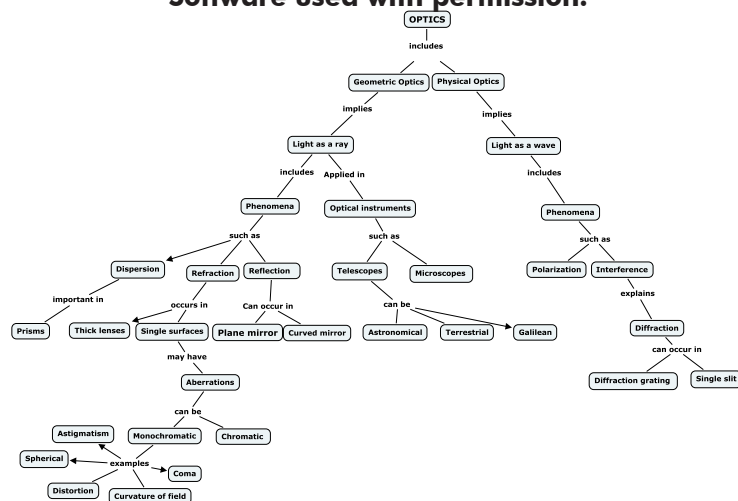 Software used with permission.
OPTICS
includes
Geometric Optics Physical Optics
implies implies
Light as a ray Light as a wave
includes Applied in includes
Phenomena Optical instruments Phenomena
such as such as such as
Dispersion Refraction Reflection Telescopes Microscopes Polarization Interference
important in occurs in Can occur in can be explains
Prisms Thick lenses Single surfaces Plane mirror Curved mirror Astronomical Terrestrial Galilean Diffraction
may have can occur in
Aberrations Diffraction grating Single slit
can be
Astigmatism Monochromatic Chromatic
Spherical examples Coma
Distortion Curvature of field